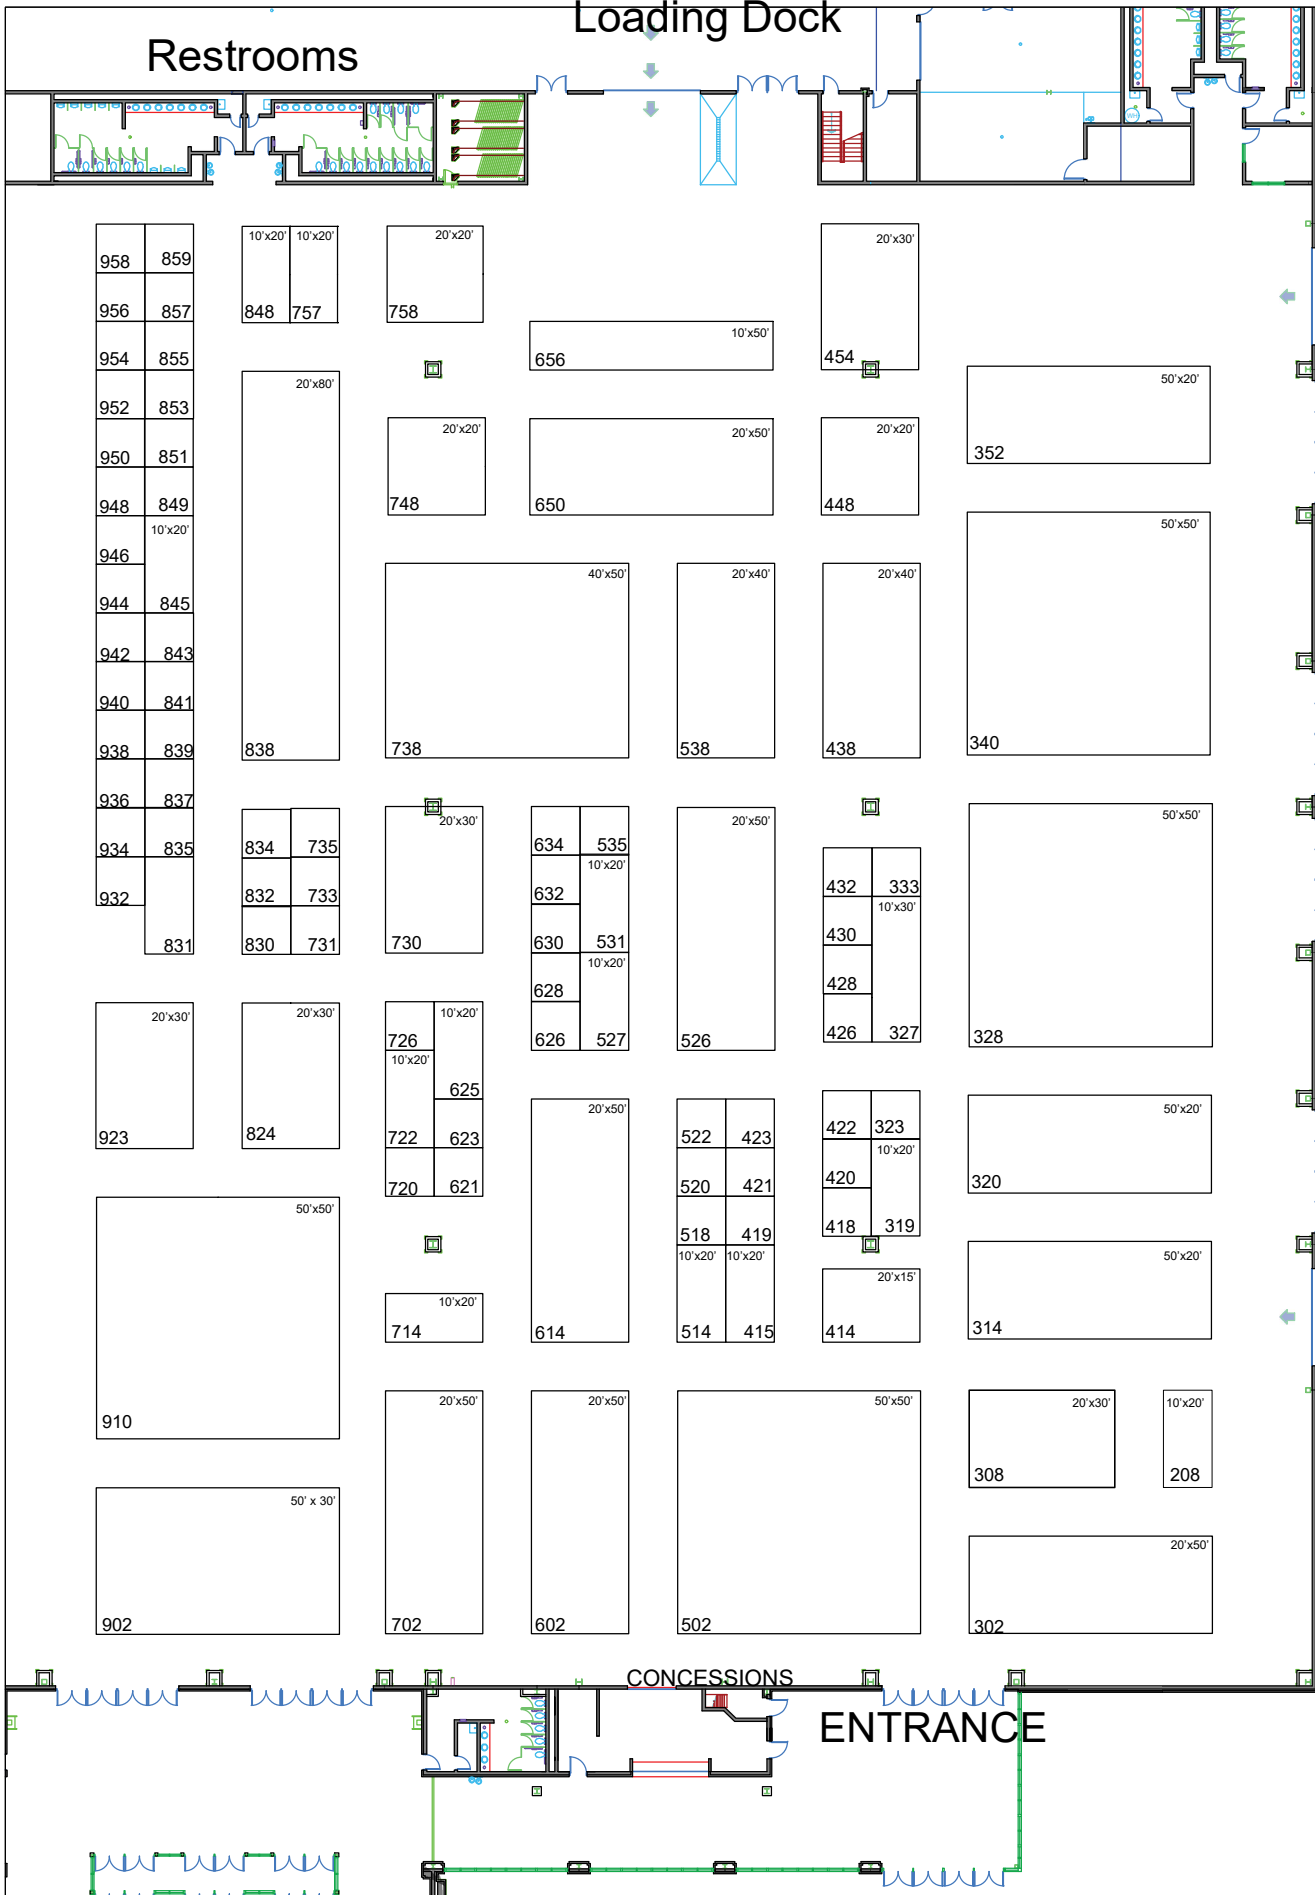 Loading Dock
Restrooms
WH
958 859
10'x20' 10'x20'
848 757
20'x20'
758
20'x30'
454
956 857
954 855
10'x50'
656
952 853
20'x80'
838
50'x20'
352
950 851
20'x20'
748
20'x50'
650
20'x20'
448
948 849
946
10'x20'
944 845
50'x50'
340
942 843
40'x50'
738
20'x40'
538
20'x40'
438
940 841
938 839
936 837
934 835
932
831
834 735
832 733
830 731
20'x30'
730
634 535
632
10'x20'
630 531
628
10'x20'
626 527
20'x50'
526
432 333
430
10'x30'
428
426 327
50'x50'
328
20'x30'
923
20'x30'
824
726
10'x20'
625
10'x20'
722 623
720 621
20'x50'
614
522 423
520 421
518 419
10'x20' 10'x20'
514 415
422 323
420
10'x20'
418 319
50'x20'
320
50'x50'
910
10'x20'
714
20'x15'
414
50'x20'
314
20'x50'
702
20'x50'
602
50'x50'
502
20'x30'
308
10'x20'
208
50' x 30'
902
20'x50'
302
CONCESSIONS
ENTRANCE